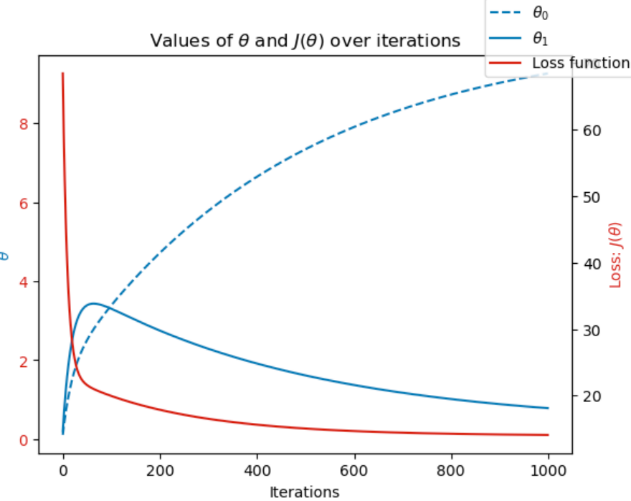 θ₀
θ₁
Loss function
Values of θ and J(θ) over iterations
8
6
4
2
0
θ
60
50
40
30
20
Loss: J(θ)
0 200 400 600 800 1000
Iterations